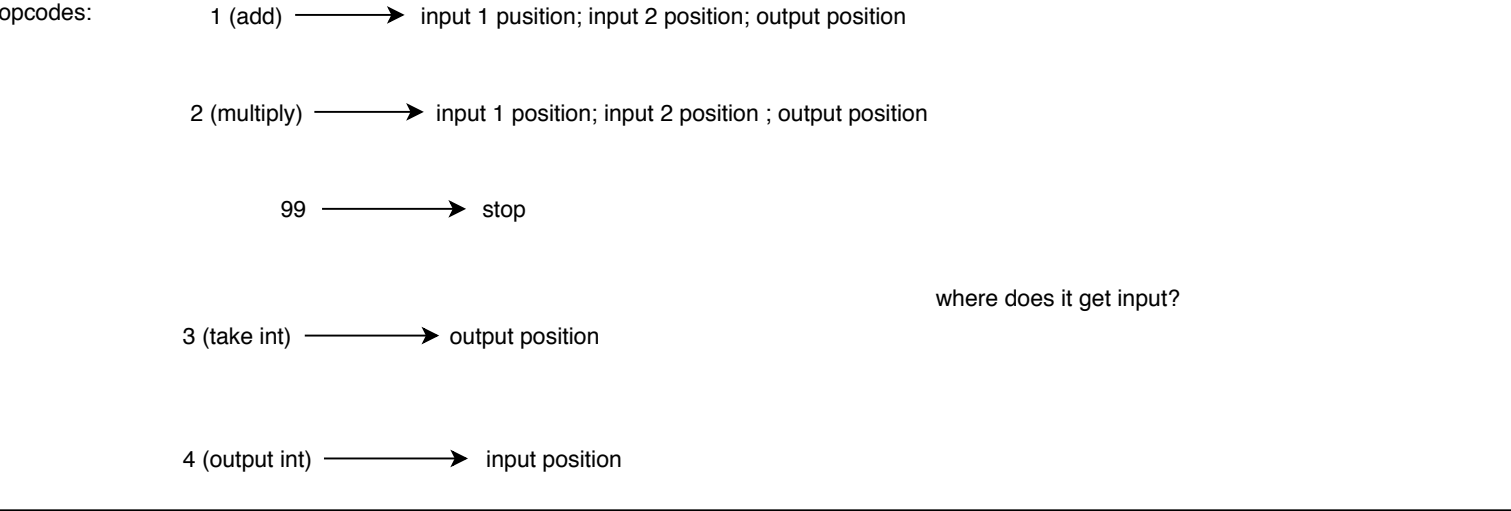 opcodes: 1 (add) input 1 pusition; input 2 position; output position
2 (multiply) input 1 position; input 2 position ; output position
99 stop
where does it get input?
3 (take int) output position
4 (output int) input position